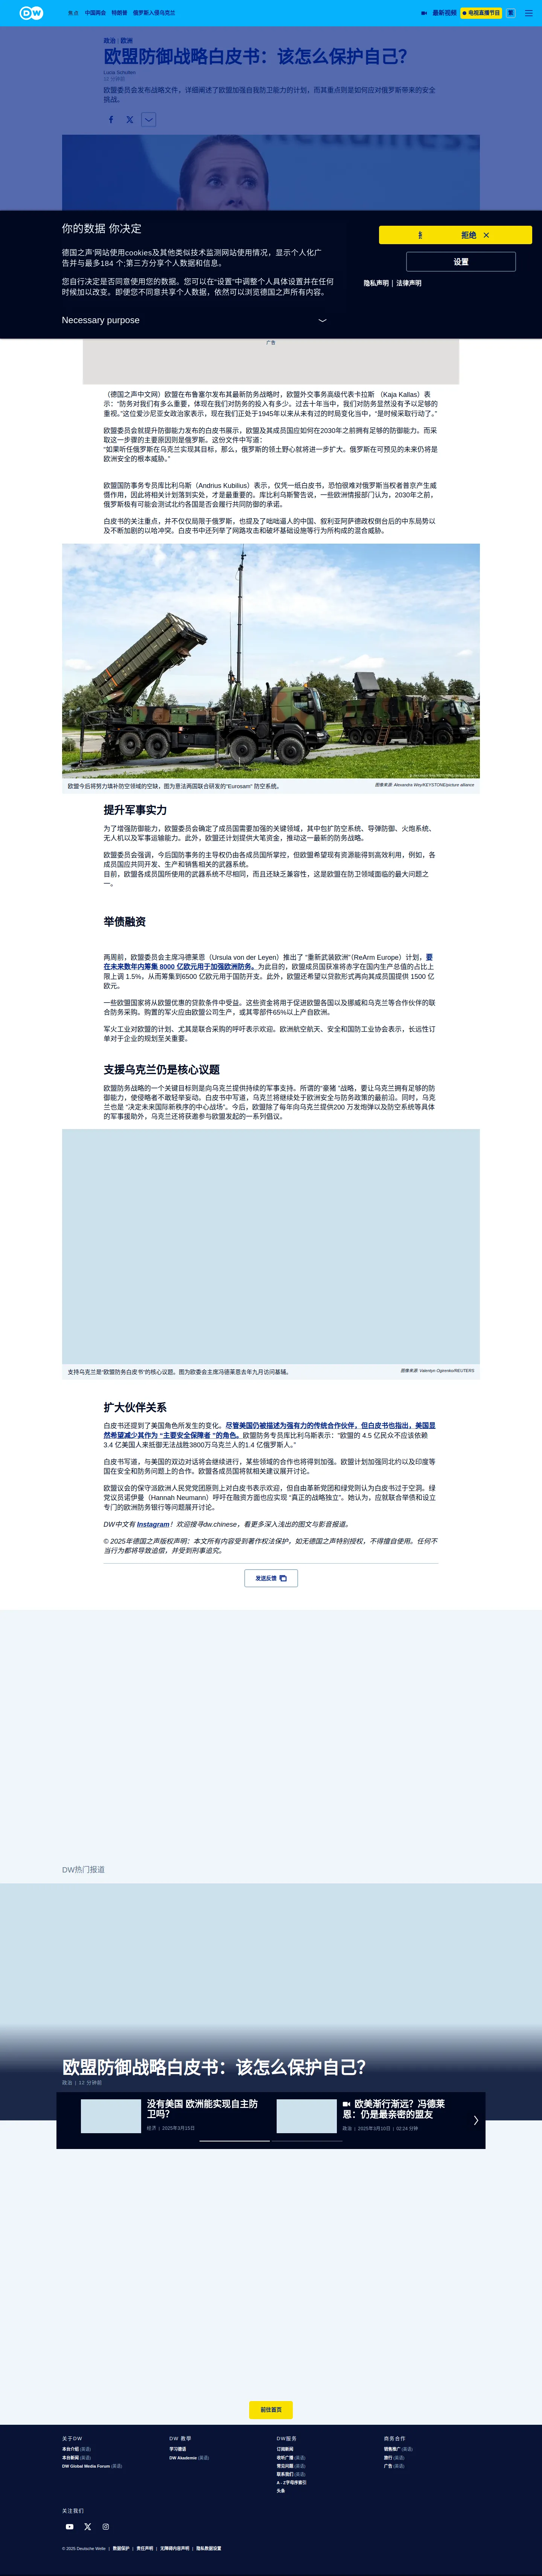 DW
焦点
中国两会
特朗普
俄罗斯入侵乌克兰
最新视频
电视直播节目
繁
政治 | 欧洲
欧盟防御战略白皮书：该怎么保护自己？
Lucia Schulten
12 分钟前
欧盟委员会发布战略文件，详细阐述了欧盟加强自我防卫能力的计划，而其重点则是如何应对俄罗斯带来的安全挑战。
你的数据 你决定
德国之声网站使用cookies及其他类似技术监测网站使用情况，显示个人化广告并与最多184 个;第三方分享个人数据和信息。
您自行决定是否同意使用您的数据。您可以在"设置"中调整个人具体设置并在任何时候加以改变。即便您不同意共享个人数据，依然可以浏览德国之声所有内容。
Necessary purpose
拒绝
设置
隐私声明 | 法律声明
广告
（德国之声中文网）欧盟在布鲁塞尔发布其最新防务战略时，欧盟外交事务高级代表卡拉斯 （Kaja Kallas）表示：“防务对我们有多么重要，体现在我们对防务的投入有多少。过去十年当中，我们对防务显然没有予以足够的重视。”这位爱沙尼亚女政治家表示，现在我们正处于1945年以来从未有过的时局变化当中，“是时候采取行动了。”
欧盟委员会就提升防御能力发布的白皮书展示，欧盟及其成员国应如何在2030年之前拥有足够的防御能力。而采取这一步骤的主要原因则是俄罗斯。这份文件中写道：
“如果听任俄罗斯在乌克兰实现其目标，那么，俄罗斯的领土野心就将进一步扩大。俄罗斯在可预见的未来仍将是欧洲安全的根本威胁。”
欧盟国防事务专员库比利乌斯（Andrius Kubilius）表示，仅凭一纸白皮书，恐怕很难对俄罗斯当权者普京产生威慑作用，因此将相关计划落到实处，才是最重要的。库比利乌斯警告说，一些欧洲情报部门认为，2030年之前，俄罗斯极有可能会测试北约各国是否会履行共同防御的承诺。
白皮书的关注重点，并不仅仅局限于俄罗斯，也提及了咄咄逼人的中国、叙利亚阿萨德政权倒台后的中东局势以及不断加剧的以哈冲突。白皮书中还列举了网路攻击和破坏基础设施等行为所构成的混合威胁。
欧盟今后将努力填补防空领域的空缺，图为意法两国联合研发的“Eurosam” 防空系统。
图像来源: Alexandra Wey/KEYSTONE/picture alliance
提升军事实力
为了增强防御能力，欧盟委员会确定了成员国需要加强的关键领域，其中包扩防空系统、导弹防御、火炮系统、无人机以及军事运输能力。此外，欧盟还计划提供大笔资金，推动这一最新的防务战略。
欧盟委员会强调，今后国防事务的主导权仍由各成员国所掌控，但欧盟希望现有资源能得到高效利用，例如，各成员国应共同开发、生产和销售相关的武器系统。
目前，欧盟各成员国所使用的武器系统不尽相同，而且还缺乏兼容性，这是欧盟在防卫领域面临的最大问题之一。
举债融资
两周前，欧盟委员会主席冯德莱恩（Ursula von der Leyen）推出了 “重新武装欧洲”（ReArm Europe）计划，要在未来数年内筹集 8000 亿欧元用于加强欧洲防务。为此目的，欧盟成员国获准将赤字在国内生产总值的占比上限上调 1.5%，从而筹集到6500 亿欧元用于国防开支。此外，欧盟还希望以贷款形式再向其成员国提供 1500 亿欧元。
一些欧盟国家将从欧盟优惠的贷款条件中受益。这些资金将用于促进欧盟各国以及挪威和乌克兰等合作伙伴的联合防务采购。购置的军火应由欧盟公司生产，或其零部件65%以上产自欧洲。
军火工业对欧盟的计划、尤其是联合采购的呼吁表示欢迎。欧洲航空航天、安全和国防工业协会表示，长远性订单对于企业的规划至关重要。
支援乌克兰仍是核心议题
欧盟防务战略的一个关键目标则是向乌克兰提供持续的军事支持。所谓的“豪猪 ”战略，要让乌克兰拥有足够的防御能力，使侵略者不敢轻举妄动。白皮书中写道，乌克兰将继续处于欧洲安全与防务政策的最前沿。同时，乌克兰也是 “决定未来国际新秩序的中心战场”。今后，欧盟除了每年向乌克兰提供200 万发炮弹以及防空系统等具体的军事援助外，乌克兰还将获邀参与欧盟发起的一系列倡议。
支持乌克兰是“欧盟防务白皮书”的核心议题。图为欧委会主席冯德莱恩去年九月访问基辅。
图像来源: Valentyn Ogirenko/REUTERS
扩大伙伴关系
白皮书还提到了美国角色所发生的变化。尽管美国仍被描述为强有力的传统合作伙伴，但白皮书也指出，美国显然希望减少其作为 “主要安全保障者 ”的角色。欧盟防务专员库比利乌斯表示：“欧盟的 4.5 亿民众不应该依赖 3.4 亿美国人来抵御无法战胜3800万乌克兰人的1.4 亿俄罗斯人。”
白皮书写道，与美国的双边对话将会继续进行，某些领域的合作也将得到加强。欧盟计划加强同北约以及印度等国在安全和防务问题上的合作。欧盟各成员国将就相关建议展开讨论。
欧盟议会的保守派欧洲人民党党团原则上对白皮书表示欢迎，但自由革新党团和绿党则认为白皮书过于空洞。绿党议员诺伊曼（Hannah Neumann）呼吁在融资方面也应实现 “真正的战略独立”。她认为，应就联合举债和设立专门的欧洲防务银行等问题展开讨论。
DW中文有 Instagram！欢迎搜寻dw.chinese，看更多深入浅出的图文与影音报道。
© 2025年德国之声版权声明：本文所有内容受到著作权法保护，如无德国之声特别授权，不得擅自使用。任何不当行为都将导致追偿，并受到刑事追究。
发送反馈
DW热门报道
欧盟防御战略白皮书：该怎么保护自己？
政治 | 12 分钟前
没有美国 欧洲能实现自主防卫吗？
经济 | 2025年3月15日
欧美渐行渐远？冯德莱恩：仍是最亲密的盟友
政治 | 2025年3月10日 | 02:24 分钟
前往首页
关于DW
本台介绍 (英语)
本台新闻 (英语)
DW Global Media Forum (英语)
DW 教學
学习德语
DW Akademie (英语)
DW服务
订阅新闻
收听广播 (英语)
常见问题 (英语)
联系我们 (英语)
A - Z字母序索引
头条
商务合作
销售推广 (英语)
旅行 (英语)
广告 (英语)
关注我们
© 2025 Deutsche Welle | 数据保护 | 责任声明 | 无障碍内容声明 | 隐私数据设置